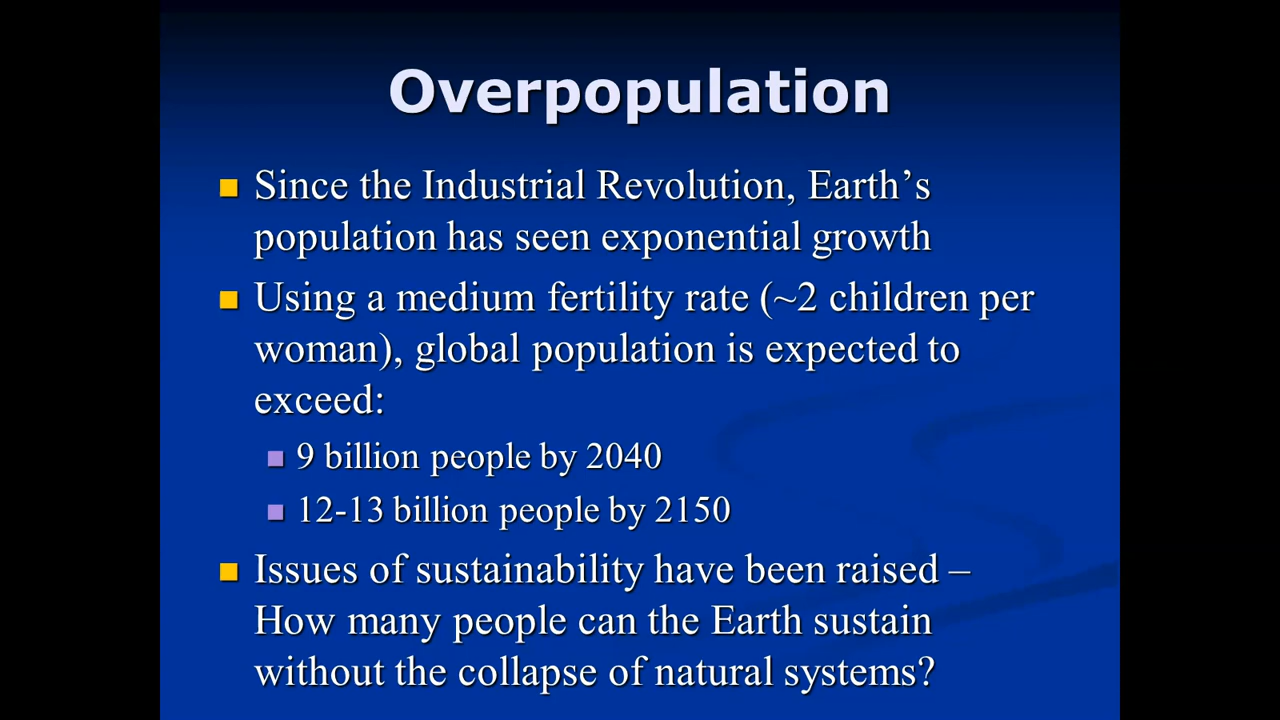 Overpopulation
Since the Industrial Revolution, Earth’s
population has seen exponential growth
Using a medium fertility rate (~2 children per
woman), global population is expected to
exceed:
9 billion people by 2040
12-13 billion people by 2150
Issues of sustainability have been raised –
How many people can the Earth sustain
without the collapse of natural systems?